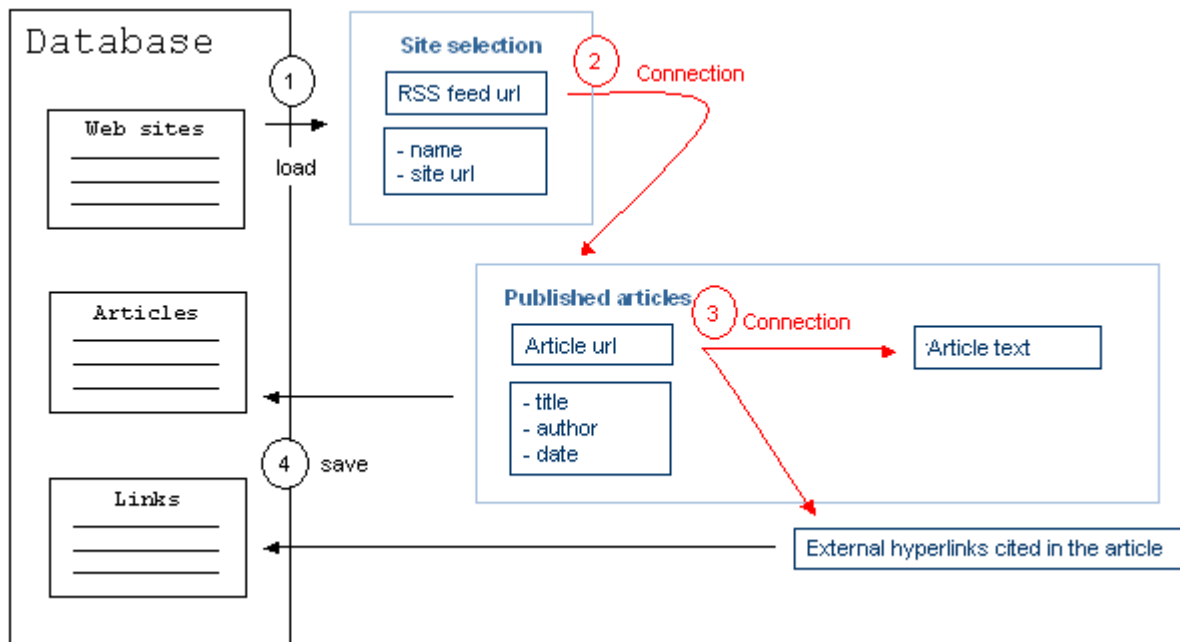 Database
Web sites
1
load
Site selection
RSS feed url
- name
- site url
2
Connection
Published articles
Article url
- title
- author
- date
3
Connection
Article text
Articles
4
save
Links
External hyperlinks cited in the article